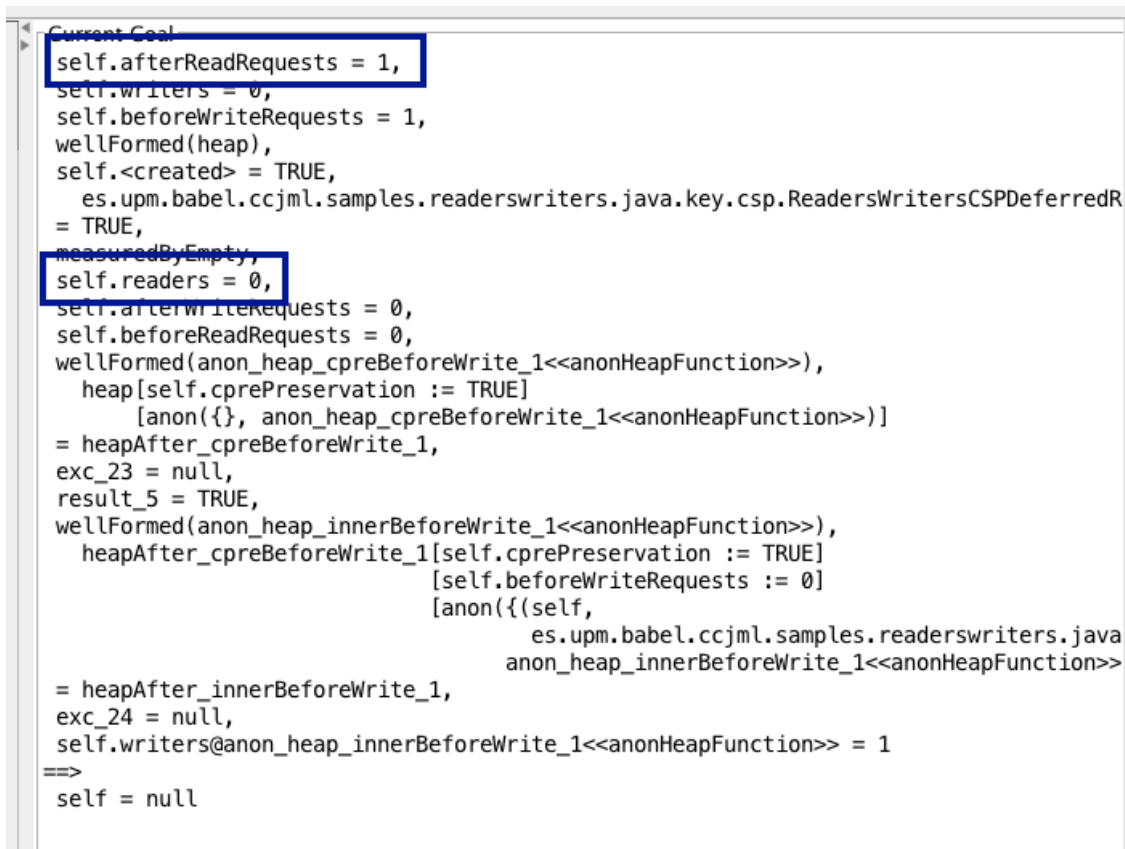 Current Goal
self.afterReadRequests = 1,
self.writers = 0,
self.beforeWriteRequests = 1,
wellFormed(heap),
self.<created> = TRUE,
es.upm.babel.ccjml.samples.readerswriters.java.key.csp.ReadersWritersCSPDeferredR
= TRUE,
measuredByEmpty,
self.readers = 0,
self.afterWriteRequests = 0,
self.beforeReadRequests = 0,
wellFormed(anon_heap_cpreBeforeWrite_1<<anonHeapFunction>>),
heap[self.cprePreservation := TRUE]
[anon({}, anon_heap_cpreBeforeWrite_1<<anonHeapFunction>>)]
= heapAfter_cpreBeforeWrite_1,
exc_23 = null,
result_5 = TRUE,
wellFormed(anon_heap_innerBeforeWrite_1<<anonHeapFunction>>),
heapAfter_cpreBeforeWrite_1[self.cprePreservation := TRUE]
[self.beforeWriteRequests := 0]
[anon({(self,
es.upm.babel.ccjml.samples.readerswriters.java
anon_heap_innerBeforeWrite_1<<anonHeapFunction>>
= heapAfter_innerBeforeWrite_1,
exc_24 = null,
self.writers@anon_heap_innerBeforeWrite_1<<anonHeapFunction>> = 1
==>
self = null